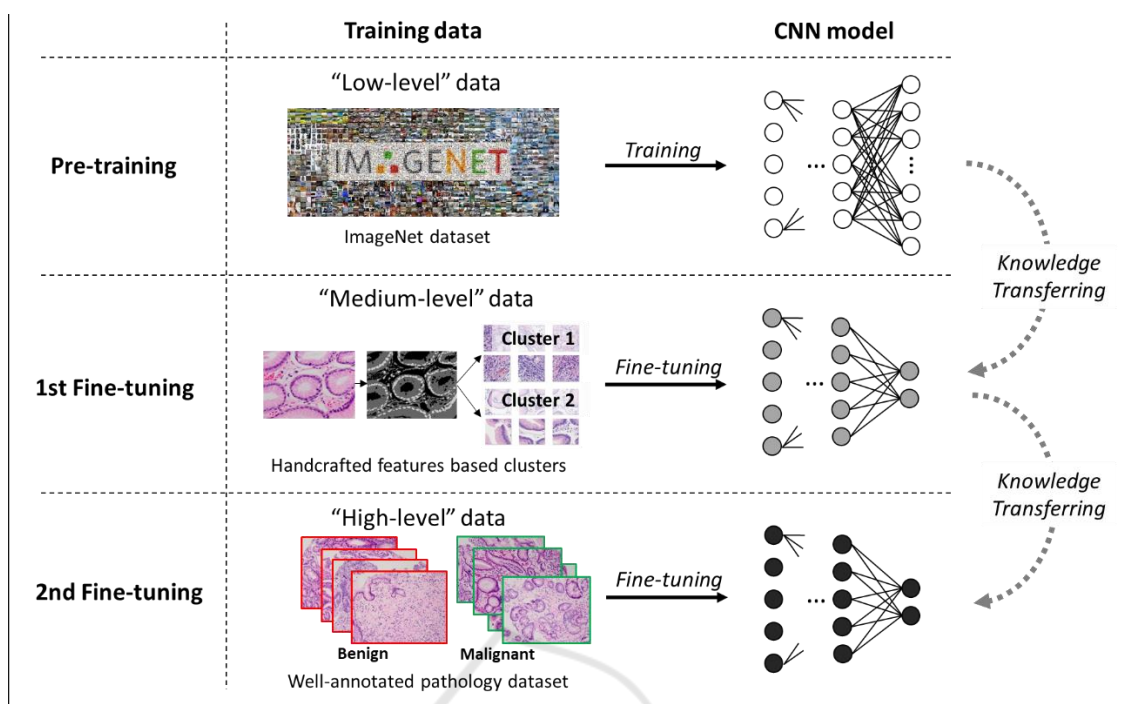 Training data
CNN model
Pre-training
“Low-level” data
IMAGENET
ImageNet dataset
Training
...
Knowledge
Transferring
1st Fine-tuning
“Medium-level” data
Cluster 1
Cluster 2
Handcrafted features based clusters
Fine-tuning
...
Knowledge
Transferring
2nd Fine-tuning
“High-level” data
Benign
Malignant
Well-annotated pathology dataset
Fine-tuning
...